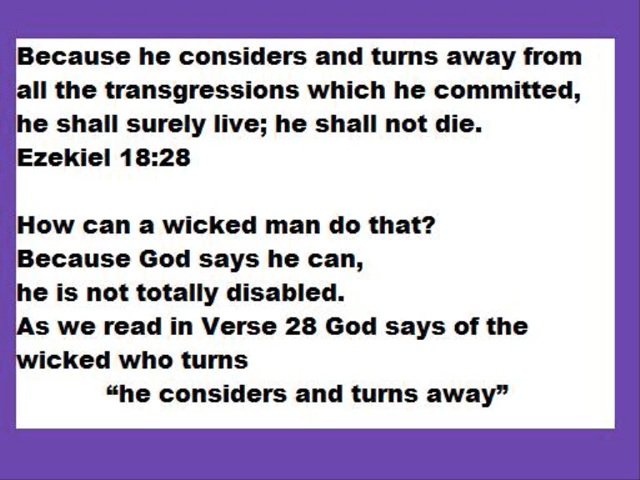 Because he considers and turns away from
all the transgressions which he committed,
he shall surely live; he shall not die.
Ezekiel 18:28
How can a wicked man do that?
Because God says he can,
he is not totally disabled.
As we read in Verse 28 God says of the
wicked who turns
“he considers and turns away”